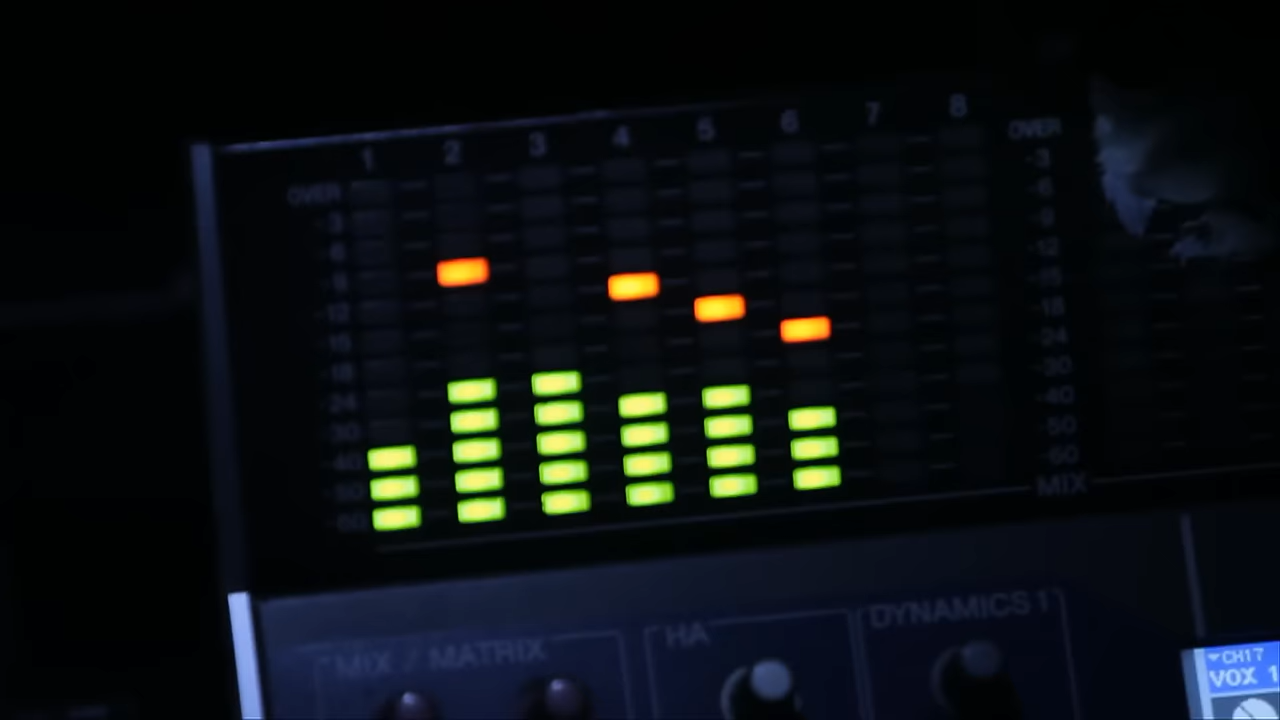 1 2 3 4 5 6 7 8
OVER
-3
-6
-9
-12
-15
-18
-24
-30
-40
-50
-60
OVER
-3
-6
-9
-12
-15
-18
-24
-30
-40
-50
-60
MIX
MIX / MATRIX
HA
DYNAMICS 1
CH17
VOX 1